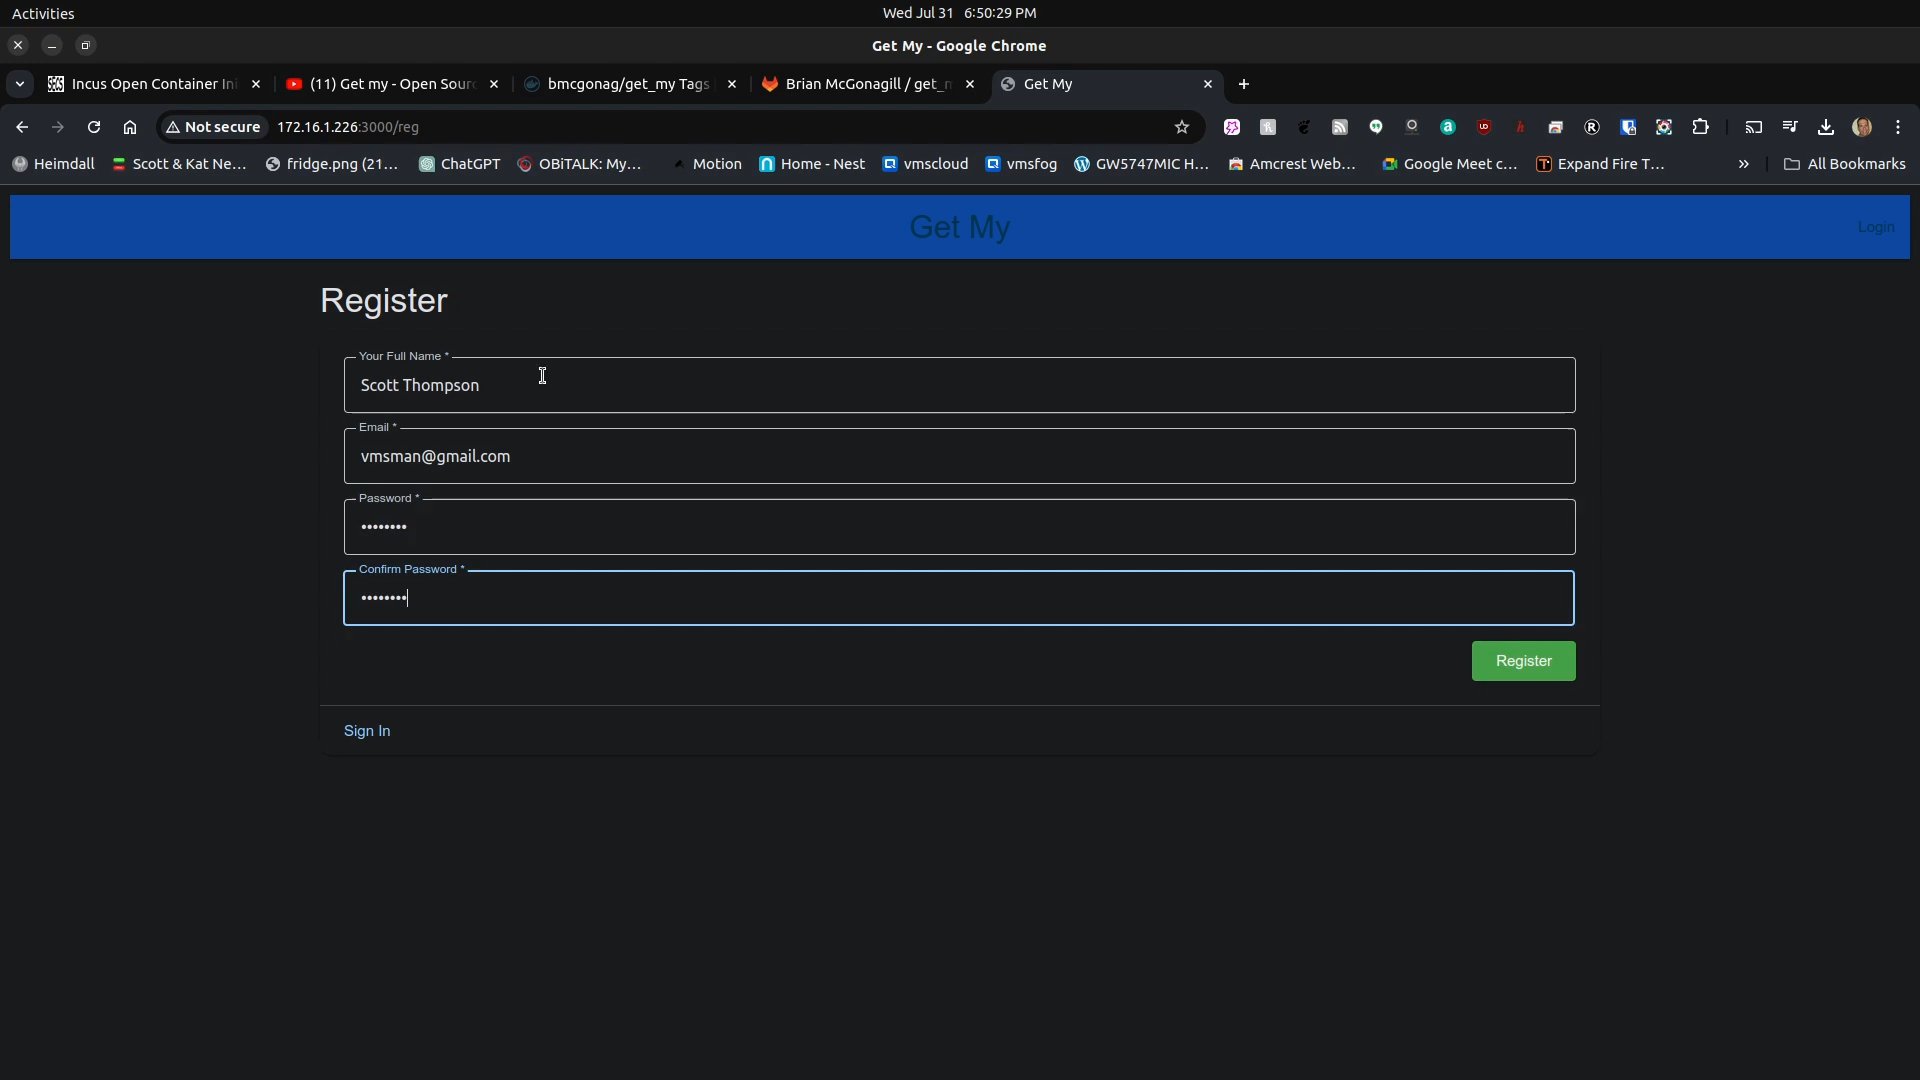 Activities
Wed Jul 31 6:50:29 PM
Get My - Google Chrome
Incus Open Container In
(11) Get my - Open Sour
bmcgonag/get_my Tags
Brian McGonagill / get_m
Get My
Not secure
172.16.1.226:3000/reg
Heimdall
Scott & Kat Ne...
fridge.png (21...
ChatGPT
OBiTALK: My...
Motion
Home - Nest
vmscloud
vmsfog
GW5747MIC H...
Amcrest Web...
Google Meet c...
Expand Fire T...
»
All Bookmarks
Get My
Login
Register
Your Full Name *
Scott Thompson
Email *
vmsman@gmail.com
Password *
••••••••
Confirm Password *
••••••••
Register
Sign In